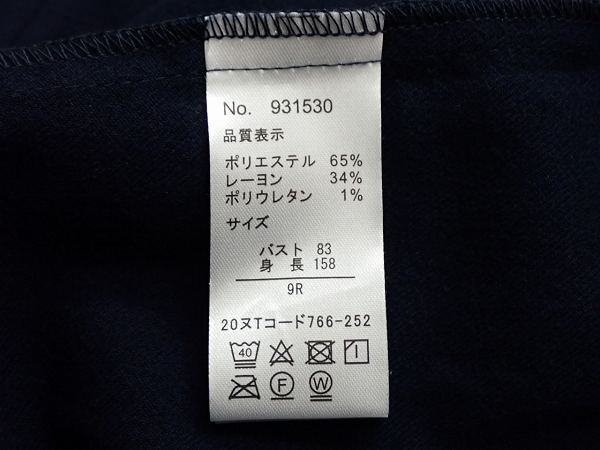 No. 931530
品質表示
ポリエステル 65%
レーヨン 34%
ポリウレタン 1%
サイズ
バスト 83
身長 158
9R
20ヌTコード766-252
40
F W